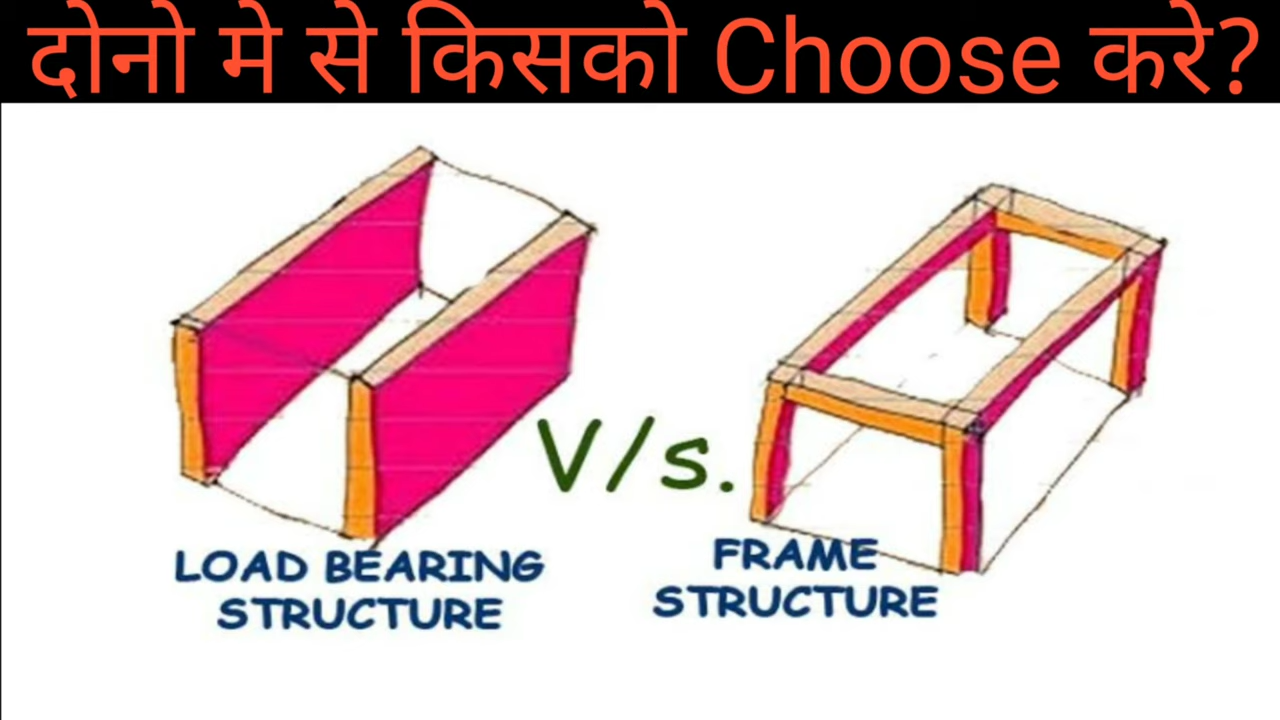 दोनो मे से किसको Choose करे?
V/s.
LOAD BEARING
STRUCTURE
FRAME
STRUCTURE